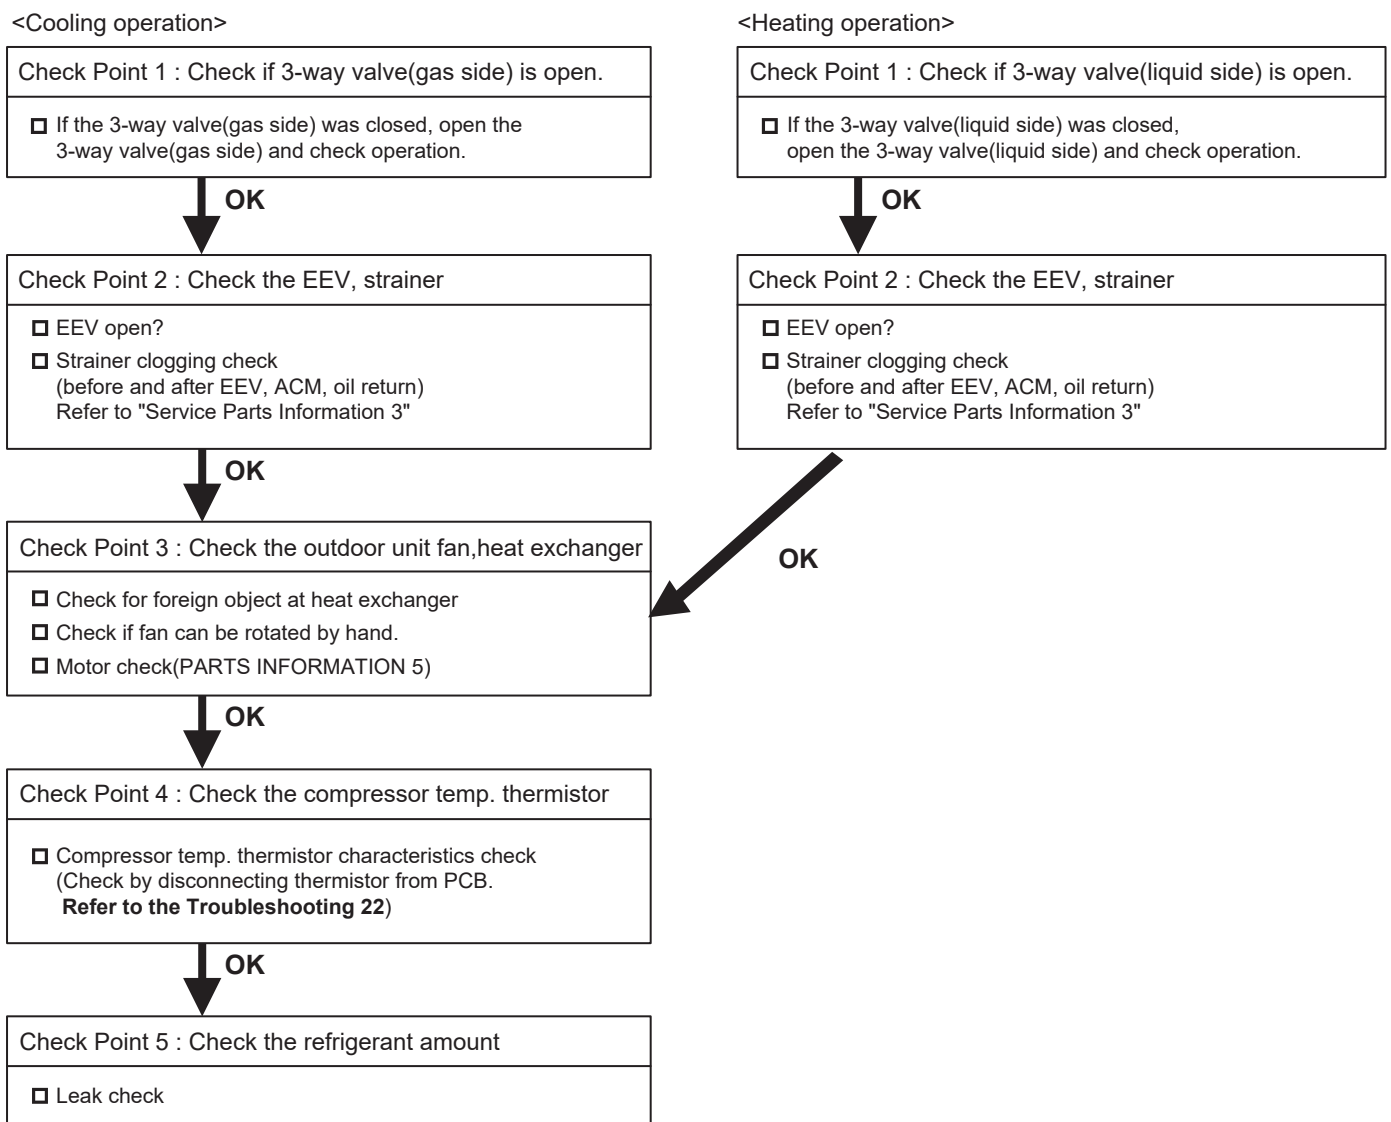 <Cooling operation>
Check Point 1 : Check if 3-way valve(gas side) is open.
If the 3-way valve(gas side) was closed, open the
3-way valve(gas side) and check operation.
OK
Check Point 2 : Check the EEV, strainer
EEV open?
Strainer clogging check
(before and after EEV, ACM, oil return)
Refer to "Service Parts Information 3"
OK
<Heating operation>
Check Point 1 : Check if 3-way valve(liquid side) is open.
If the 3-way valve(liquid side) was closed,
open the 3-way valve(liquid side) and check operation.
OK
Check Point 2 : Check the EEV, strainer
EEV open?
Strainer clogging check
(before and after EEV, ACM, oil return)
Refer to "Service Parts Information 3"
OK
Check Point 3 : Check the outdoor unit fan,heat exchanger
Check for foreign object at heat exchanger
Check if fan can be rotated by hand.
Motor check(PARTS INFORMATION 5)
OK
Check Point 4 : Check the compressor temp. thermistor
Compressor temp. thermistor characteristics check
(Check by disconnecting thermistor from PCB.
Refer to the Troubleshooting 22)
OK
Check Point 5 : Check the refrigerant amount
Leak check